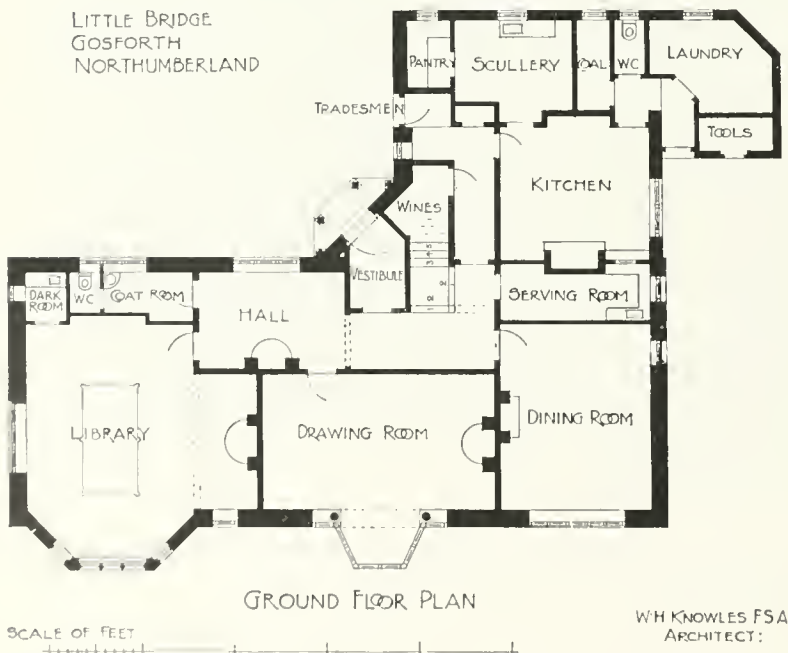 LITTLE BRIDGE
GOSFORTH
NORTHUMBERLAND
PANTRY
SCULLERY
COAL
WC
LAUNDRY
TRADESMEN
TOOLS
KITCHEN
WINES
VESTIBULE
DARK
ROOM
WC
COAT ROOM
HALL
SERVING ROOM
LIBRARY
DRAWING ROOM
DINING ROOM
GROUND FLOOR PLAN
SCALE OF FEET
W·H KNOWLES FSA
ARCHITECT: